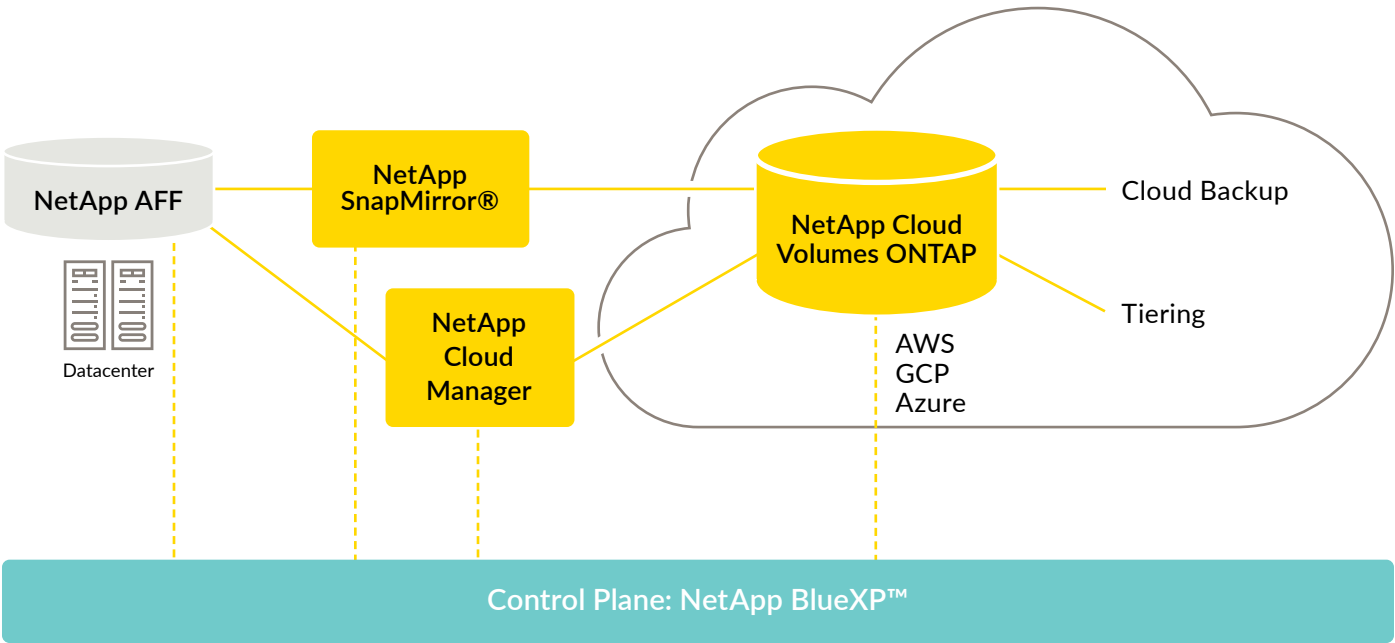 NetApp AFF
Datacenter
NetApp
SnapMirror®
NetApp
Cloud
Manager
NetApp Cloud
Volumes ONTAP
AWS
GCP
Azure
Cloud Backup
Tiering
Control Plane: NetApp BlueXP™